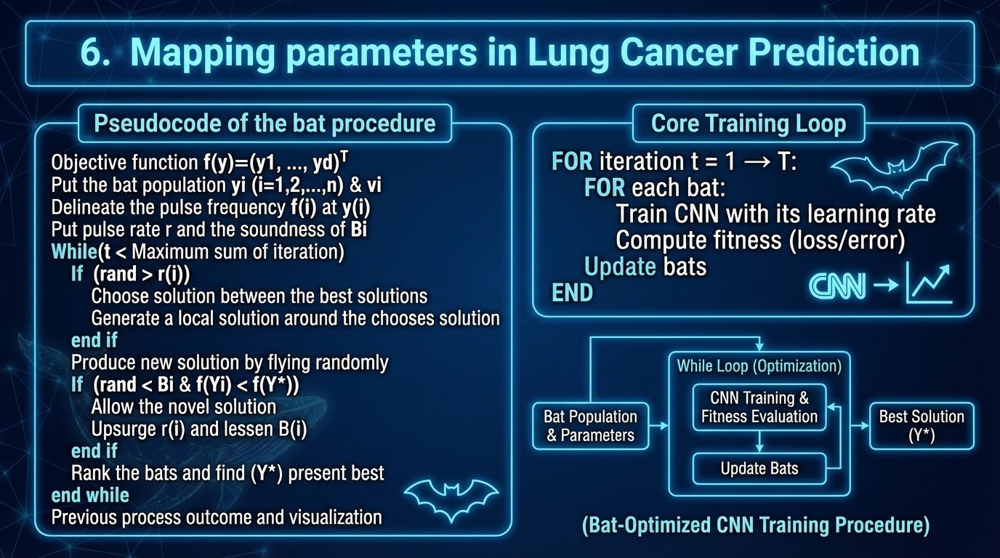 6. Mapping parameters in Lung Cancer Prediction
Pseudocode of the bat procedure
Objective function f(y)=(y1, ..., yd)ᵀ
Put the bat population yi (i=1,2,...,n) & vi
Delineate the pulse frequency f(i) at y(i)
Put pulse rate r and the soundness of Bi
While(t < Maximum sum of iteration)
If (rand > r(i))
Choose solution between the best solutions
Generate a local solution around the chooses solution
end if
Produce new solution by flying randomly
If (rand < Bi & f(Yi) < f(Y*))
Allow the novel solution
Upsurge r(i) and lessen B(i)
end if
Rank the bats and find (Y*) present best
end while
Previous process outcome and visualization
Core Training Loop
FOR iteration t = 1 → T:
FOR each bat:
Train CNN with its learning rate
Compute fitness (loss/error)
Update bats
END
CNN
Bat Population
& Parameters
While Loop (Optimization)
CNN Training &
Fitness Evaluation
Update Bats
Best Solution
(Y*)
(Bat-Optimized CNN Training Procedure)